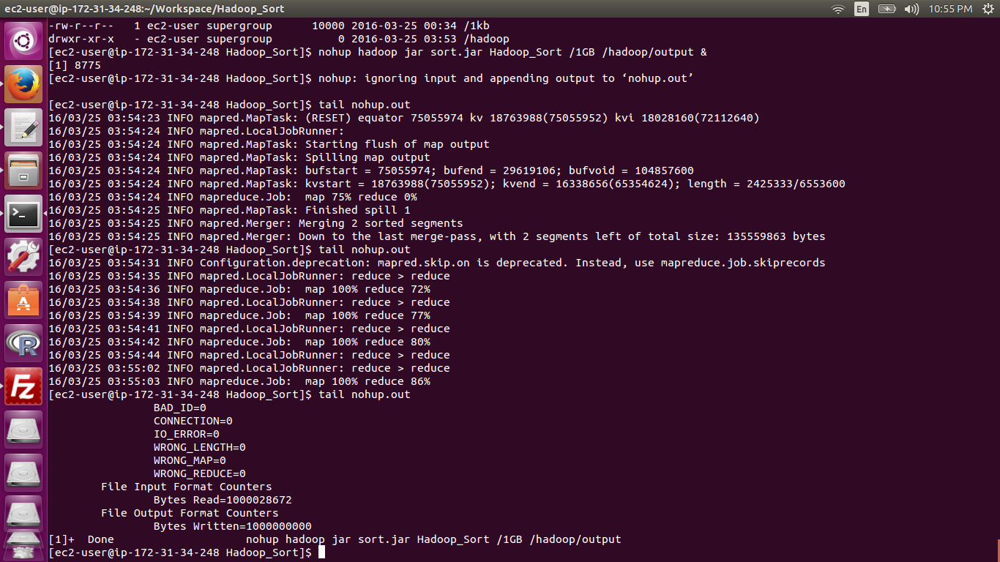 ec2-user@ip-172-31-34-248:~/Workspace/Hadoop_Sort
En
10:55 PM
-rw-r--r--   1 ec2-user supergroup      10000 2016-03-25 00:34 /1kb
drwxr-xr-x   - ec2-user supergroup          0 2016-03-25 03:53 /hadoop
[ec2-user@ip-172-31-34-248 Hadoop_Sort]$ nohup hadoop jar sort.jar Hadoop_Sort /1GB /hadoop/output &
[1] 8775
[ec2-user@ip-172-31-34-248 Hadoop_Sort]$ nohup: ignoring input and appending output to ‘nohup.out’
[ec2-user@ip-172-31-34-248 Hadoop_Sort]$ tail nohup.out
16/03/25 03:54:23 INFO mapred.MapTask: (RESET) equator 75055974 kv 18763988(75055952) kvi 18028160(72112640)
16/03/25 03:54:24 INFO mapred.LocalJobRunner:
16/03/25 03:54:24 INFO mapred.MapTask: Starting flush of map output
16/03/25 03:54:24 INFO mapred.MapTask: Spilling map output
16/03/25 03:54:24 INFO mapred.MapTask: bufstart = 75055974; bufend = 29619106; bufvoid = 104857600
16/03/25 03:54:24 INFO mapred.MapTask: kvstart = 18763988(75055952); kvend = 16338656(65354624); length = 2425333/6553600
16/03/25 03:54:24 INFO mapreduce.Job:  map 75% reduce 0%
16/03/25 03:54:25 INFO mapred.MapTask: Finished spill 1
16/03/25 03:54:25 INFO mapred.Merger: Merging 2 sorted segments
16/03/25 03:54:25 INFO mapred.Merger: Down to the last merge-pass, with 2 segments left of total size: 135559863 bytes
[ec2-user@ip-172-31-34-248 Hadoop_Sort]$ tail nohup.out
16/03/25 03:54:31 INFO Configuration.deprecation: mapred.skip.on is deprecated. Instead, use mapreduce.job.skiprecords
16/03/25 03:54:35 INFO mapred.LocalJobRunner: reduce > reduce
16/03/25 03:54:36 INFO mapreduce.Job:  map 100% reduce 72%
16/03/25 03:54:38 INFO mapred.LocalJobRunner: reduce > reduce
16/03/25 03:54:39 INFO mapreduce.Job:  map 100% reduce 77%
16/03/25 03:54:41 INFO mapred.LocalJobRunner: reduce > reduce
16/03/25 03:54:42 INFO mapreduce.Job:  map 100% reduce 80%
16/03/25 03:54:44 INFO mapred.LocalJobRunner: reduce > reduce
16/03/25 03:55:02 INFO mapred.LocalJobRunner: reduce > reduce
16/03/25 03:55:03 INFO mapreduce.Job:  map 100% reduce 86%
[ec2-user@ip-172-31-34-248 Hadoop_Sort]$ tail nohup.out
BAD_ID=0
CONNECTION=0
IO_ERROR=0
WRONG_LENGTH=0
WRONG_MAP=0
WRONG_REDUCE=0
File Input Format Counters
Bytes Read=1000028672
File Output Format Counters
Bytes Written=1000000000
[1]+  Done                    nohup hadoop jar sort.jar Hadoop_Sort /1GB /hadoop/output
[ec2-user@ip-172-31-34-248 Hadoop_Sort]$
>_
A
R
Fz